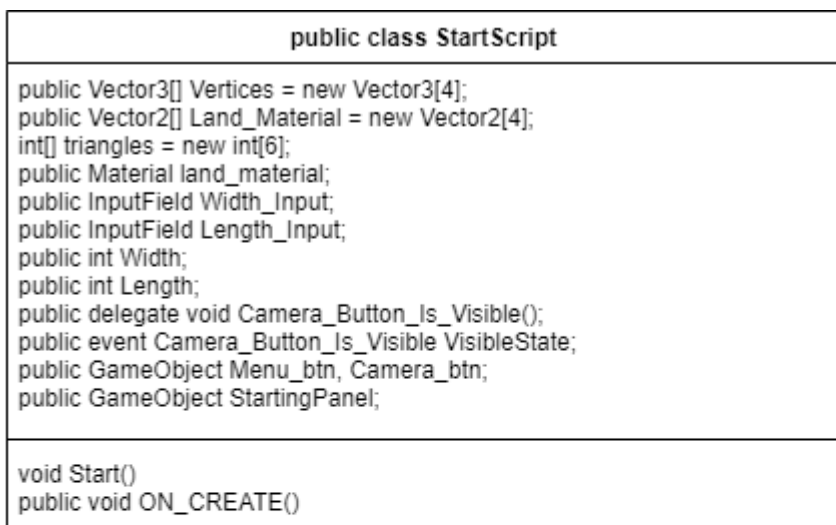 public class StartScript
public Vector3[] Vertices = new Vector3[4];
public Vector2[] Land_Material = new Vector2[4];
int[] triangles = new int[6];
public Material land_material;
public InputField Width_Input;
public InputField Length_Input;
public int Width;
public int Length;
public delegate void Camera_Button_Is_Visible();
public event Camera_Button_Is_Visible VisibleState;
public GameObject Menu_btn, Camera_btn;
public GameObject StartingPanel;
void Start()
public void ON_CREATE()